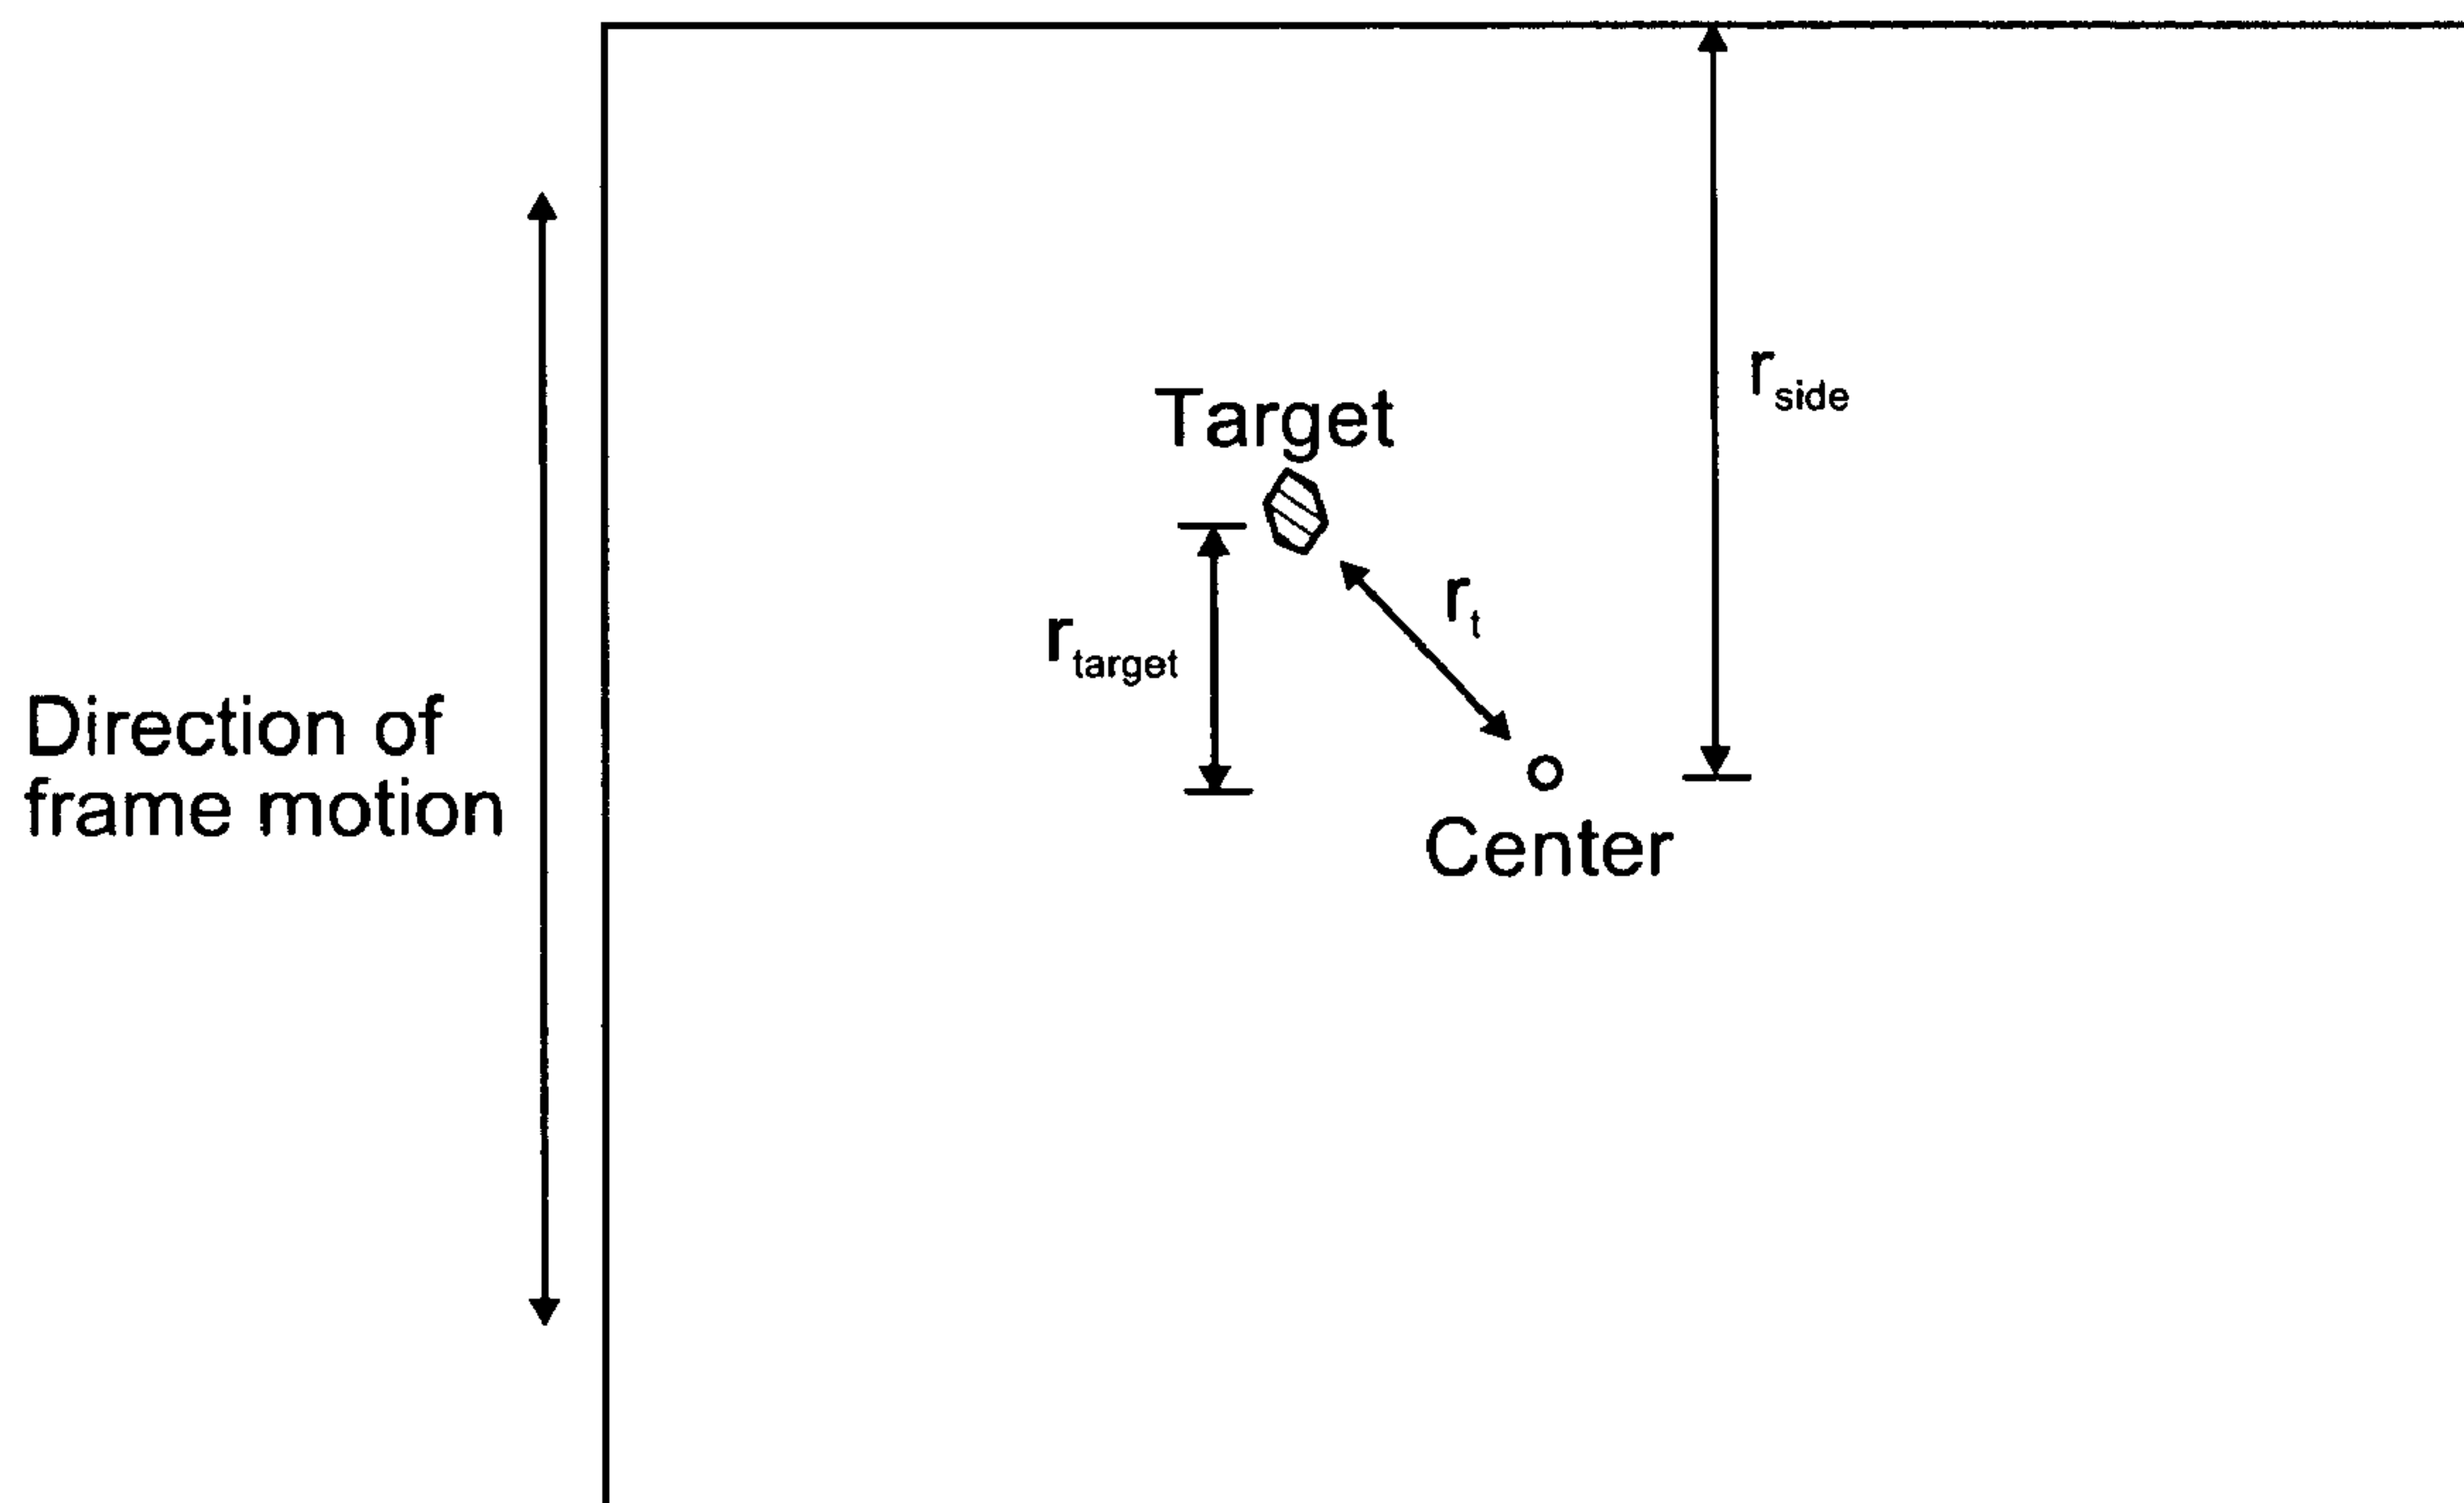 r_side
Target
r_t
r_target
Direction of
frame motion
Center